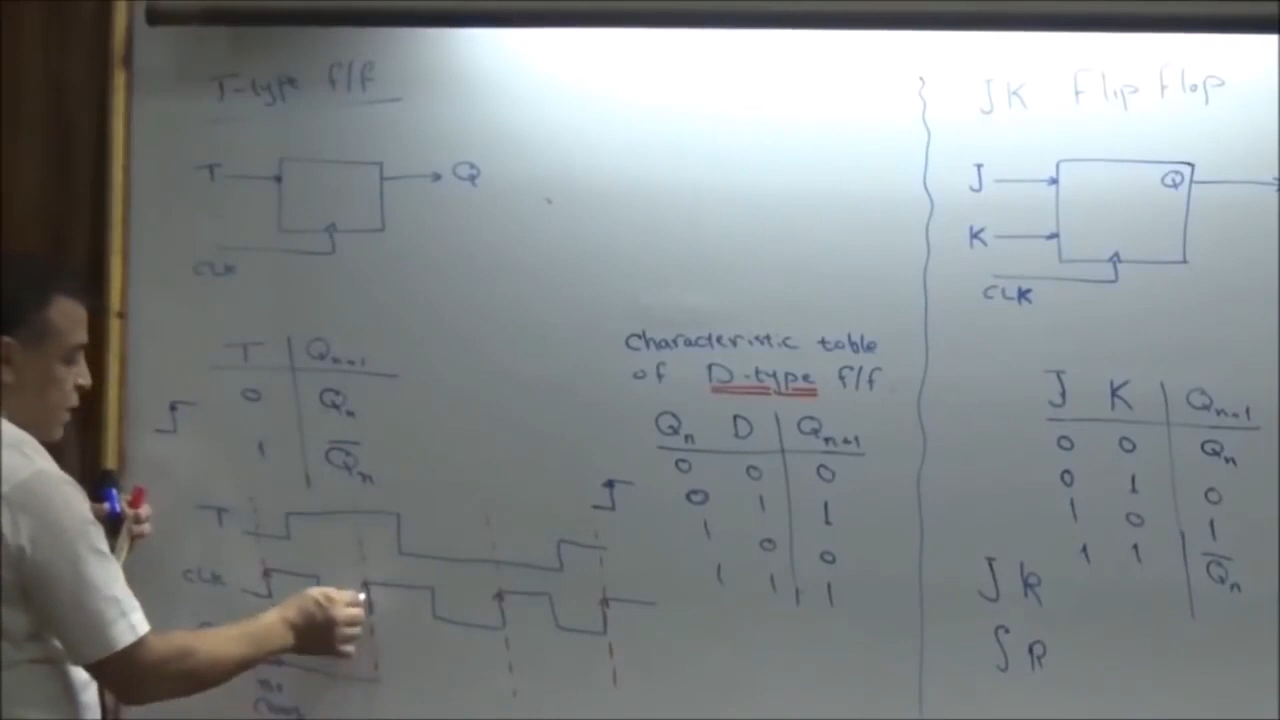 T-type f/f
T
Q
CLK
T Qn+1
0 Qn
1 Q̅n
T
CLK
no
characteristic table
of D-type f/f
Qn D Qn+1
0 0 0
0 1 1
1 0 0
1 1 1
JK Flip Flop
J
Q
K
CLK
J K Qn+1
0 0 Qn
0 1 0
1 0 1
1 1 Q̅n
J K
S R